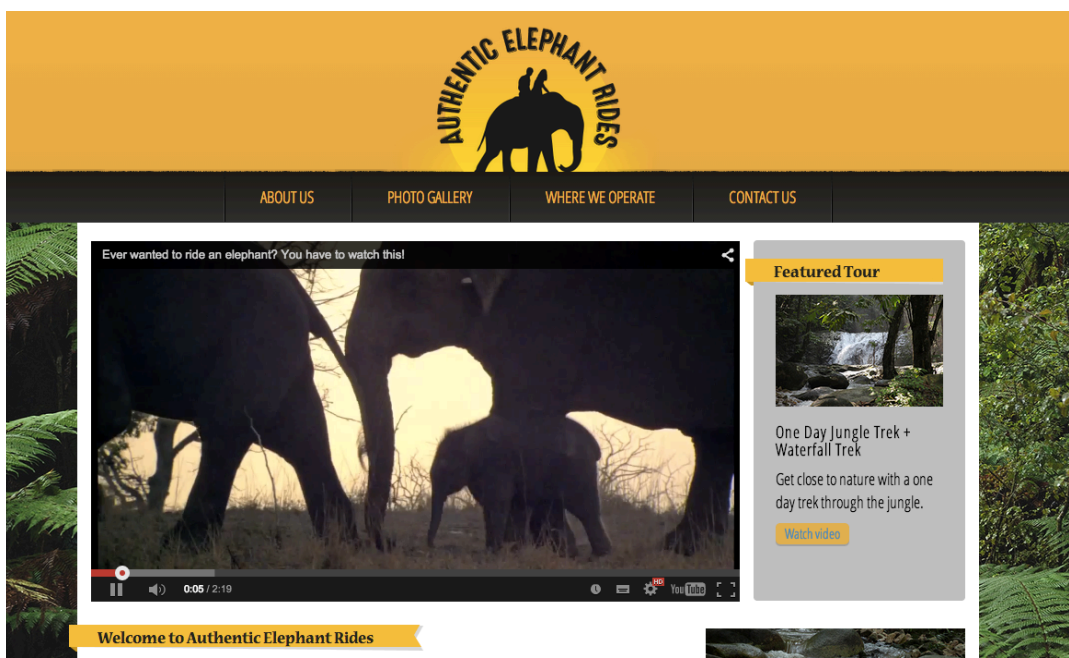 AUTHENTIC ELEPHANT RIDES
ABOUT US
PHOTO GALLERY
WHERE WE OPERATE
CONTACT US
Ever wanted to ride an elephant? You have to watch this!
0:05 / 2:19
HD
YouTube
Featured Tour
One Day Jungle Trek +
Waterfall Trek
Get close to nature with a one
day trek through the jungle.
Watch video
Welcome to Authentic Elephant Rides